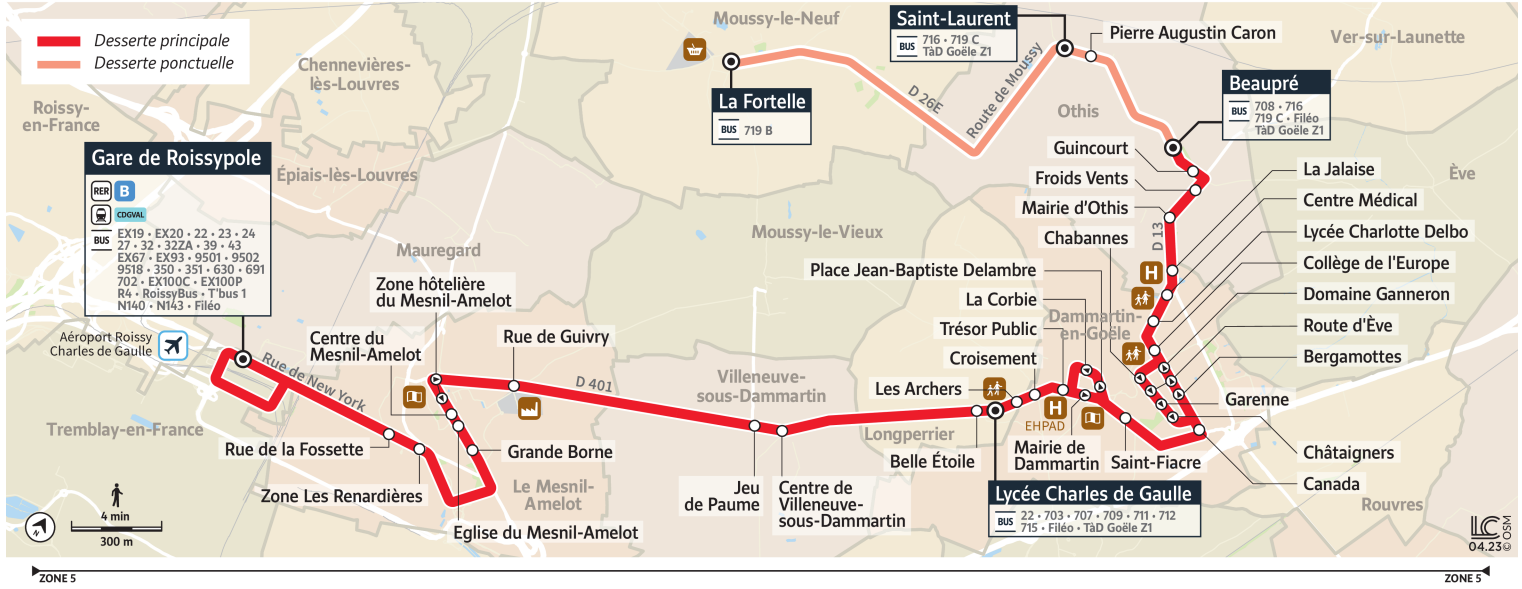 Desserte principale
Desserte ponctuelle
Moussy-le-Neuf
Saint-Laurent
BUS
716 • 719 C
TàD Goële Z1
Pierre Augustin Caron
Ver-sur-Launette
Chennevières-
lès-Louvres
Roissy-
en-France
La Fortelle
BUS
719 B
D 26E
Route de Moussy
Othis
Beaupré
BUS
708 • 716
719 C • Filéo
TàD Goële Z1
Gare de Roissypole
RER
B
CDGVAL
BUS
EX19 • EX20 • 22 • 23 • 24
27 • 32 • 32ZA • 39 • 43
EX67 • EX93 • 9501 • 9502
9518 • 350 • 351 • 630 • 691
702 • EX100C • EX100P
R4 • RoissyBus • T'bus 1
N140 • N143 • Filéo
Épiais-lès-Louvres
Guincourt
Froids Vents
Mairie d'Othis
Chabannes
D 13
La Jalaise
Centre Médical
Lycée Charlotte Delbo
Collège de l'Europe
Domaine Ganneron
Route d'Ève
Bergamottes
Ève
Mauregard
Moussy-le-Vieux
Place Jean-Baptiste Delambre
La Corbie
Trésor Public
Croisement
Les Archers
Dammartin-
en-Goële
H
Zone hôtelière
du Mesnil-Amelot
Centre du
Mesnil-Amelot
Rue de Guivry
Aéroport Roissy
Charles de Gaulle
Rue de New York
D 401
Villeneuve-
sous-Dammartin
Garenne
Tremblay-en-France
Rue de la Fossette
Zone Les Renardières
Grande Borne
Le Mesnil-
Amelot
Eglise du Mesnil-Amelot
Longperrier
Belle Étoile
H
EHPAD
Mairie de
Dammartin
Saint-Fiacre
Châtaigners
Canada
Rouvres
Jeu
de Paume
Centre de
Villeneuve-
sous-Dammartin
Lycée Charles de Gaulle
BUS
22 • 703 • 707 • 709 • 711 • 712
715 • Filéo • TàD Goële Z1
4 min
300 m
LC
04.23 © OSM
ZONE 5
ZONE 5